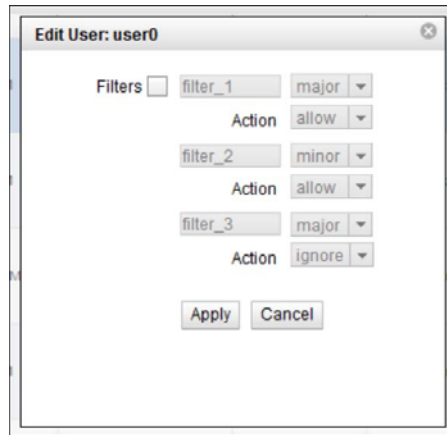 Edit User: user0
Filters filter_1 major
Action allow
filter_2 minor
Action allow
filter_3 major
Action ignore
Apply Cancel